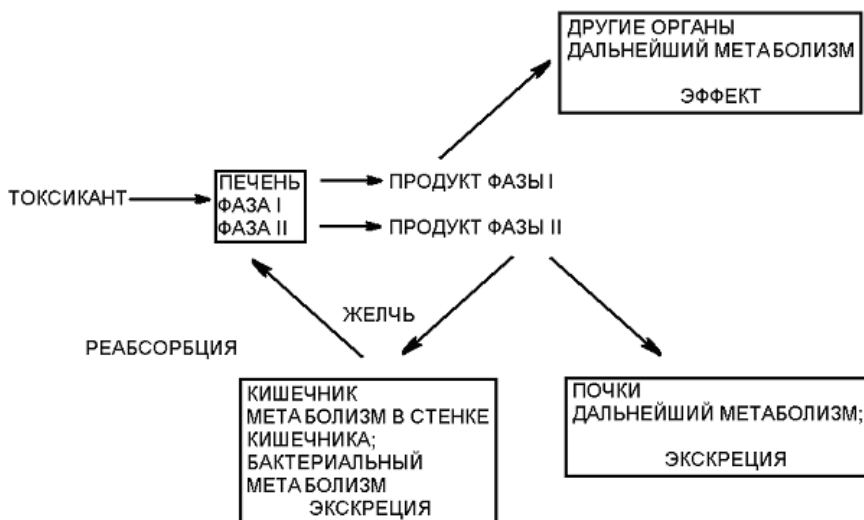 ДРУГИЕ ОРГАНЫ
ДАЛЬНЕЙШИЙ МЕТАБОЛИЗМ
ЭФФЕКТ
ТОКСИКАНТ
ПЕЧЕНЬ
ФАЗА I
ФАЗА II
ПРОДУКТ ФАЗЫ I
ПРОДУКТ ФАЗЫ II
ЖЕЛЧЬ
РЕАБСОРБЦИЯ
КИШЕЧНИК
МЕТАБОЛИЗМ В СТЕНКЕ
КИШЕЧНИКА;
БАКТЕРИАЛЬНЫЙ
МЕТАБОЛИЗМ
ЭКСКРЕЦИЯ
ПОЧКИ
ДАЛЬНЕЙШИЙ МЕТАБОЛИЗМ;
ЭКСКРЕЦИЯ